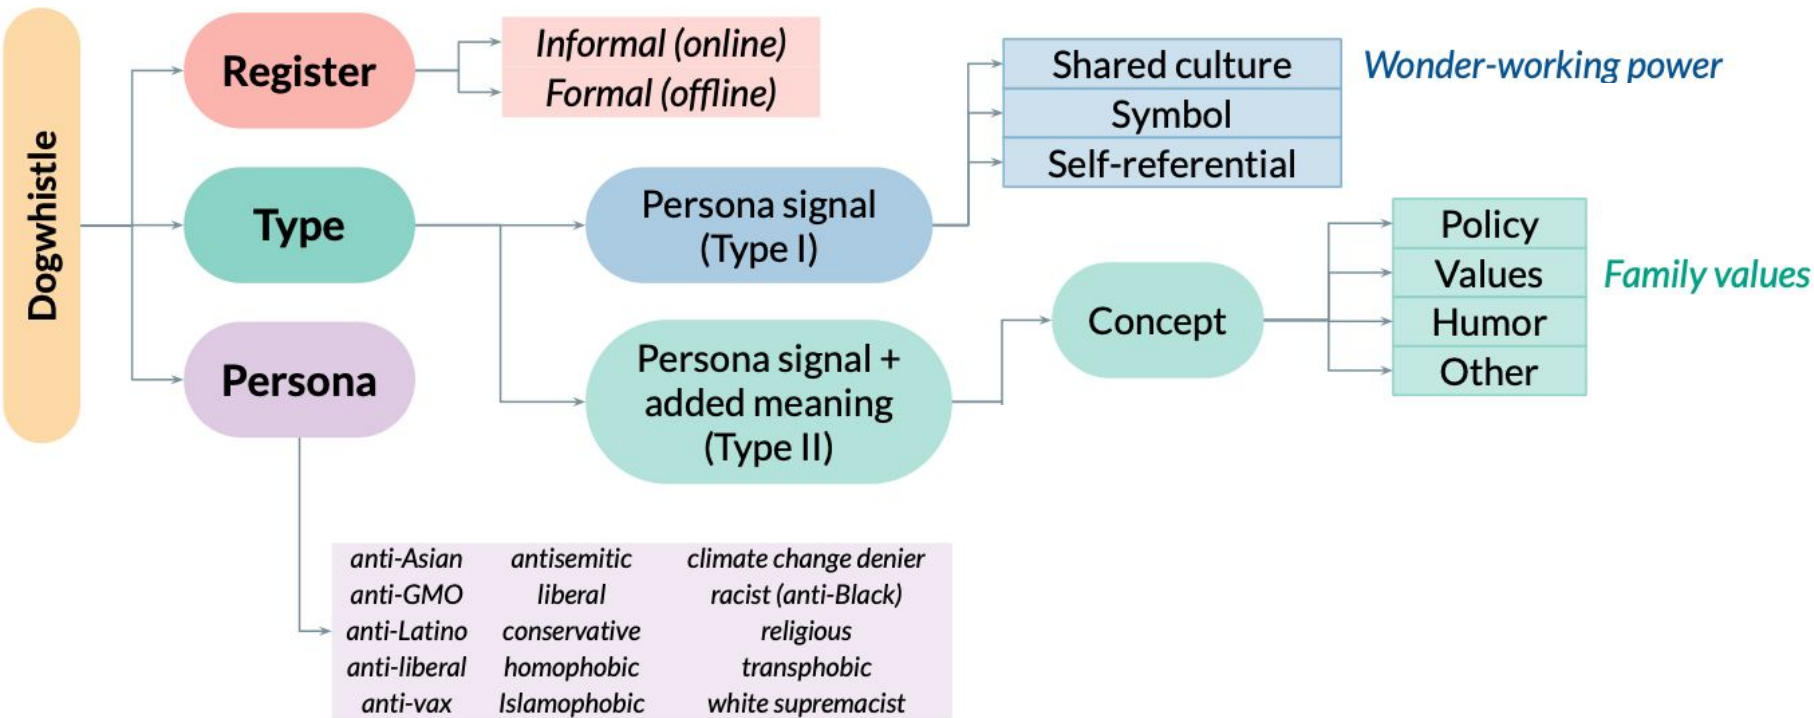 Dogwhistle
Register
Informal (online)
Formal (offline)
Type
Persona signal
(Type I)
Shared culture
Symbol
Self-referential
Wonder-working power
Persona signal +
added meaning
(Type II)
Concept
Policy
Values
Humor
Other
Family values
Persona
anti-Asian antisemitic climate change denier
anti-GMO liberal racist (anti-Black)
anti-Latino conservative religious
anti-liberal homophobic transphobic
anti-vax Islamophobic white supremacist